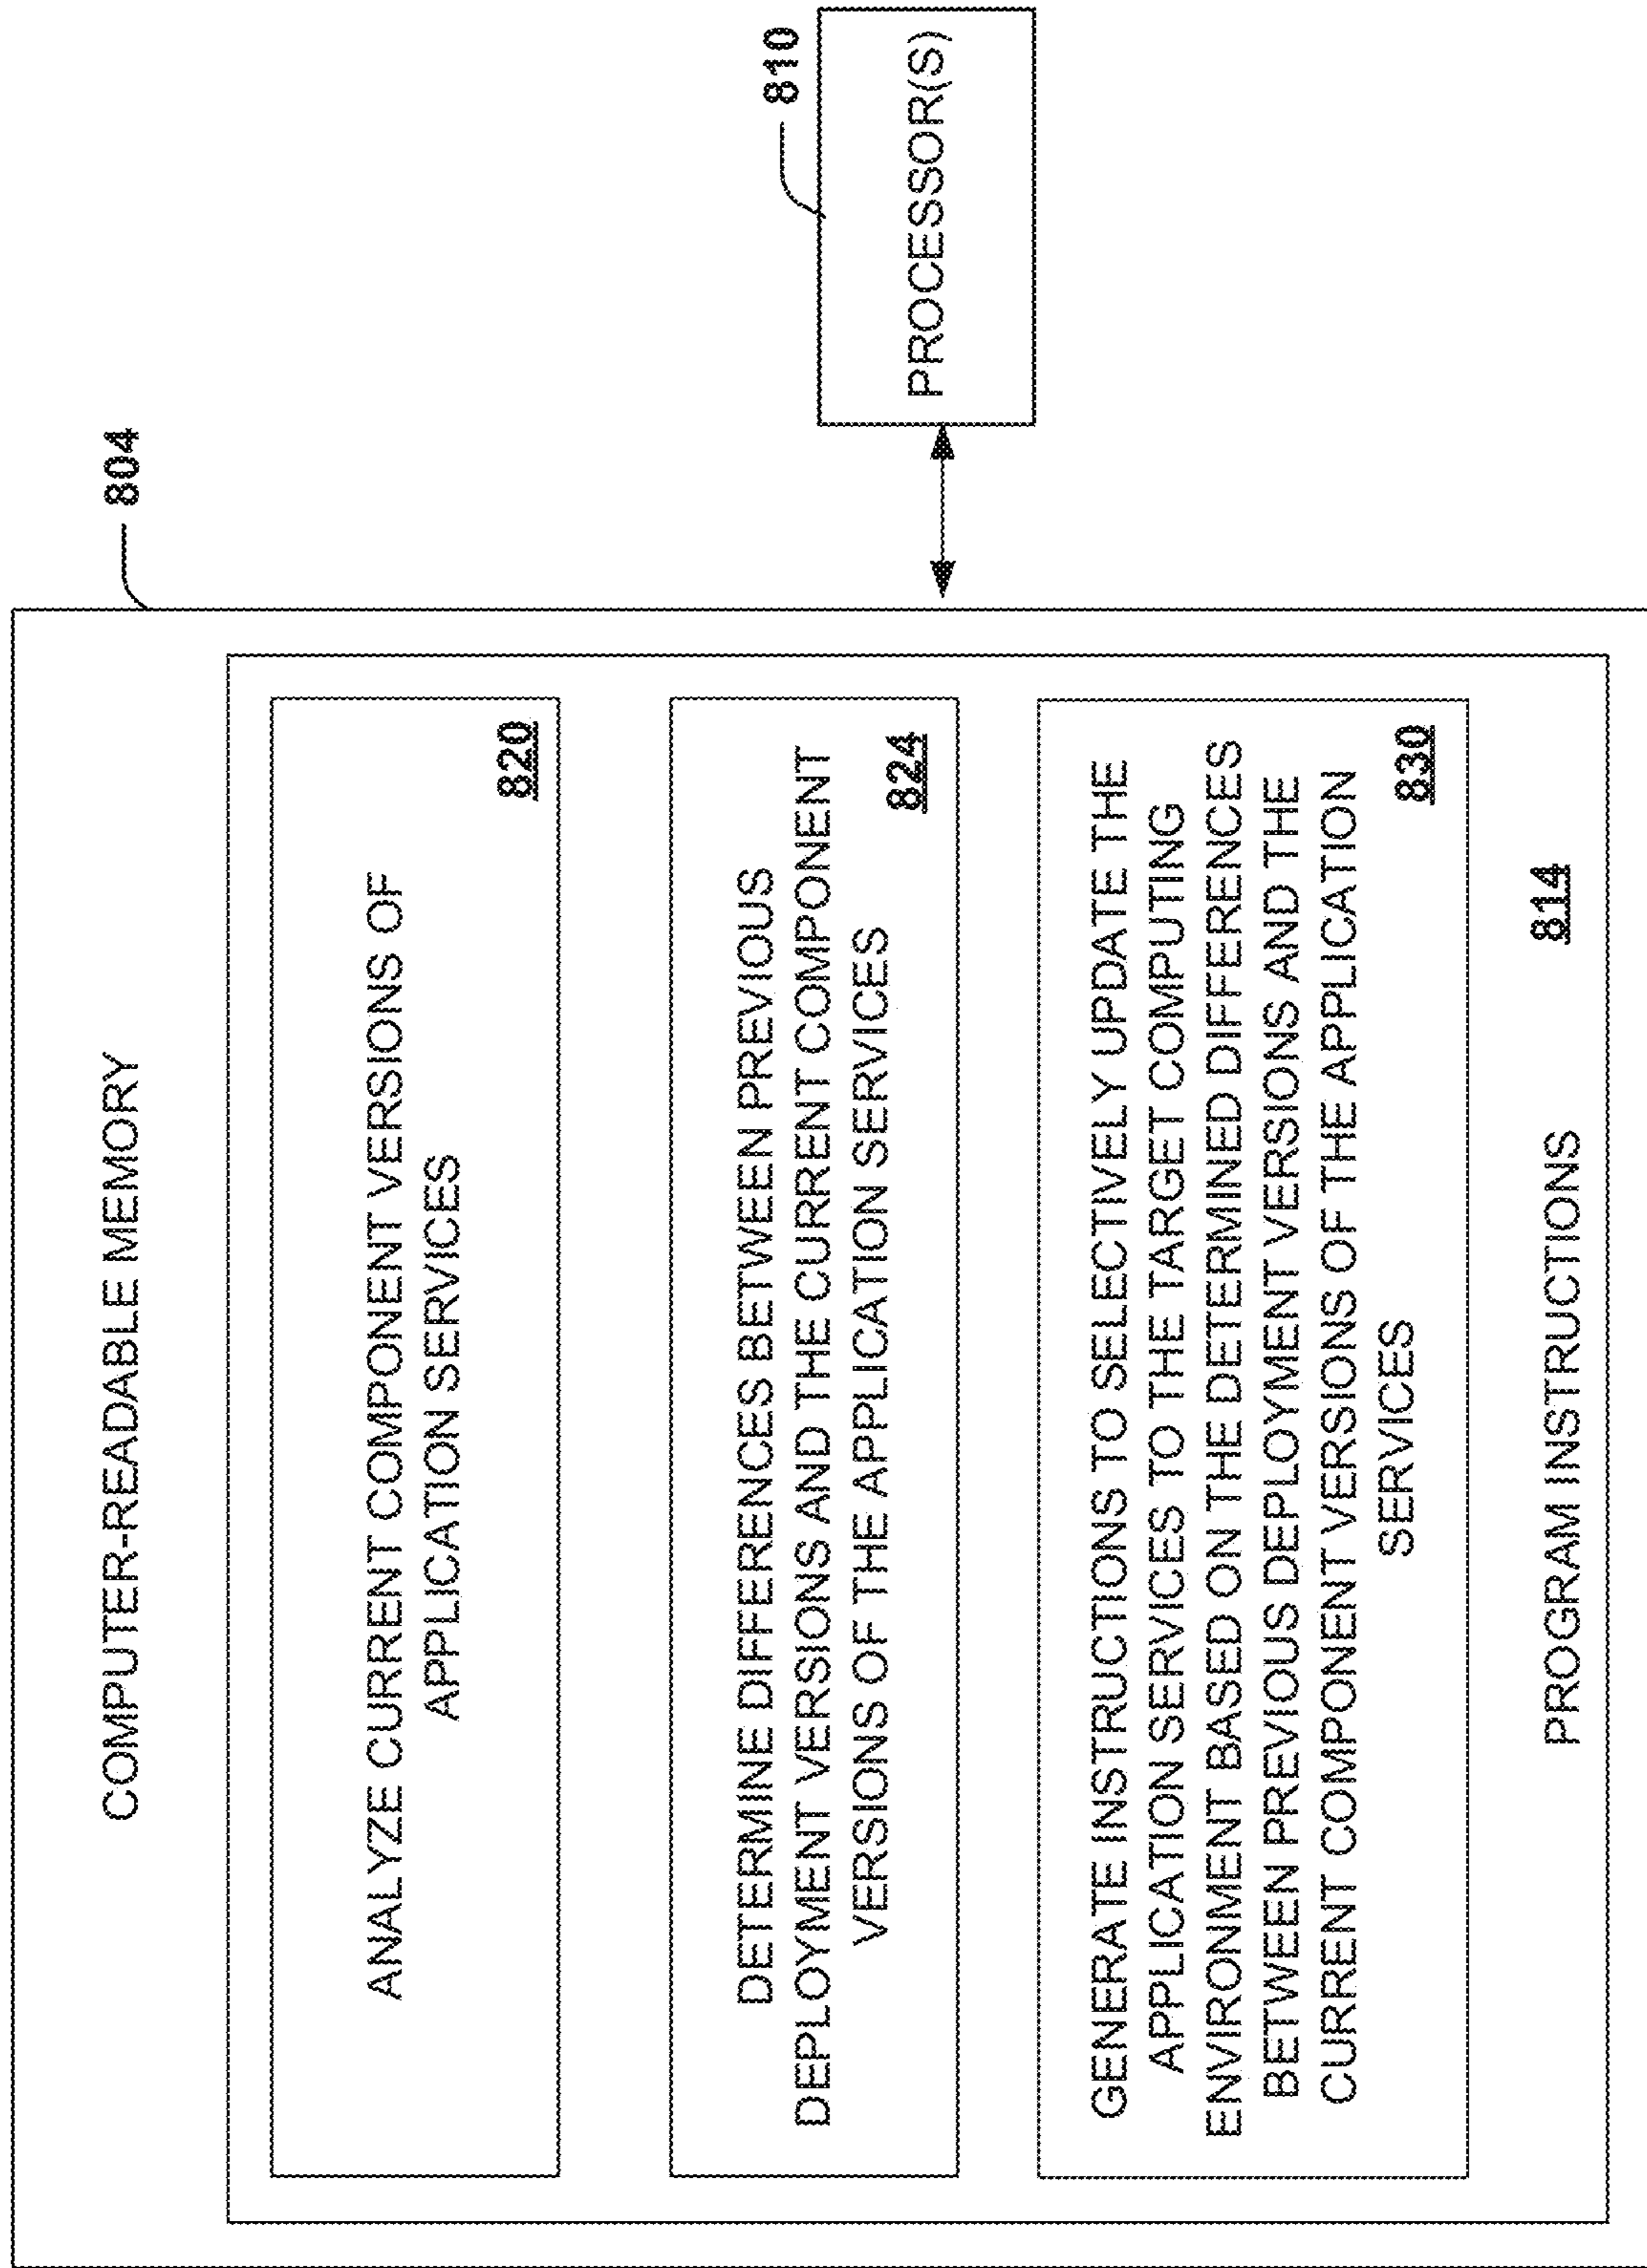 804
COMPUTER-READABLE MEMORY
ANALYZE CURRENT COMPONENT VERSIONS OF
APPLICATION SERVICES
820
DETERMINE DIFFERENCES BETWEEN PREVIOUS
DEPLOYMENT VERSIONS AND THE CURRENT COMPONENT
VERSIONS OF THE APPLICATION SERVICES
824
GENERATE INSTRUCTIONS TO SELECTIVELY UPDATE THE
APPLICATION SERVICES TO THE TARGET COMPUTING
ENVIRONMENT BASED ON THE DETERMINED DIFFERENCES
BETWEEN PREVIOUS DEPLOYMENT VERSIONS AND THE
CURRENT COMPONENT VERSIONS OF THE APPLICATION
SERVICES
830
PROGRAM INSTRUCTIONS
814
810
PROCESSOR(S)